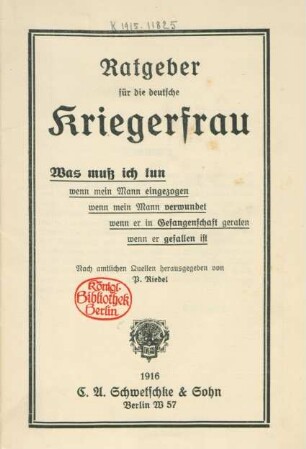 K 1915. 11825
Ratgeber
für die deutsche
Kriegerfrau
Was muß ich tun
wenn mein Mann eingezogen
wenn mein Mann verwundet
wenn er in Gefangenschaft geraten
wenn er gefallen ist
Nach amtlichen Quellen herausgegeben von
P. Riedel
Königl.
Bibliothek
Berlin
1916
C. A. Schwetschke & Sohn
Berlin W 57